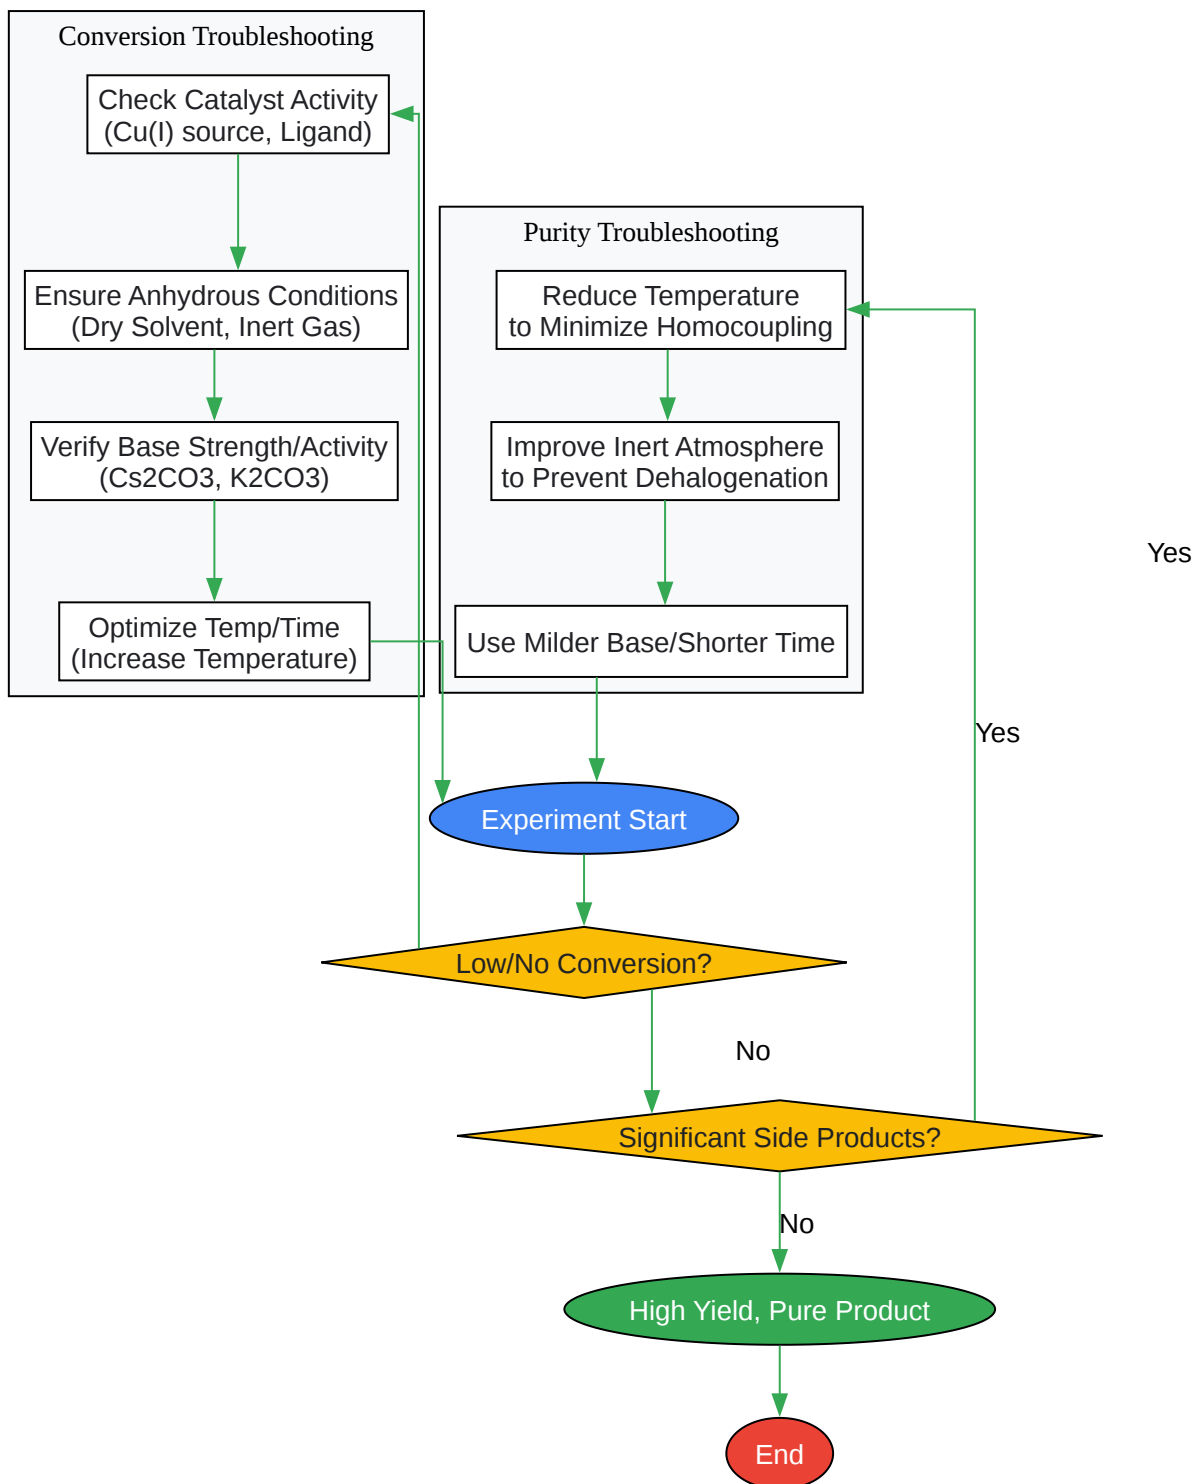 Conversion Troubleshooting
Check Catalyst Activity
(Cu(I) source, Ligand)
Ensure Anhydrous Conditions
(Dry Solvent, Inert Gas)
Verify Base Strength/Activity
(Cs2CO3, K2CO3)
Optimize Temp/Time
(Increase Temperature)
Purity Troubleshooting
Reduce Temperature
to Minimize Homocoupling
Improve Inert Atmosphere
to Prevent Dehalogenation
Use Milder Base/Shorter Time
Yes
Yes
Experiment Start
Low/No Conversion?
No
Significant Side Products?
No
High Yield, Pure Product
End